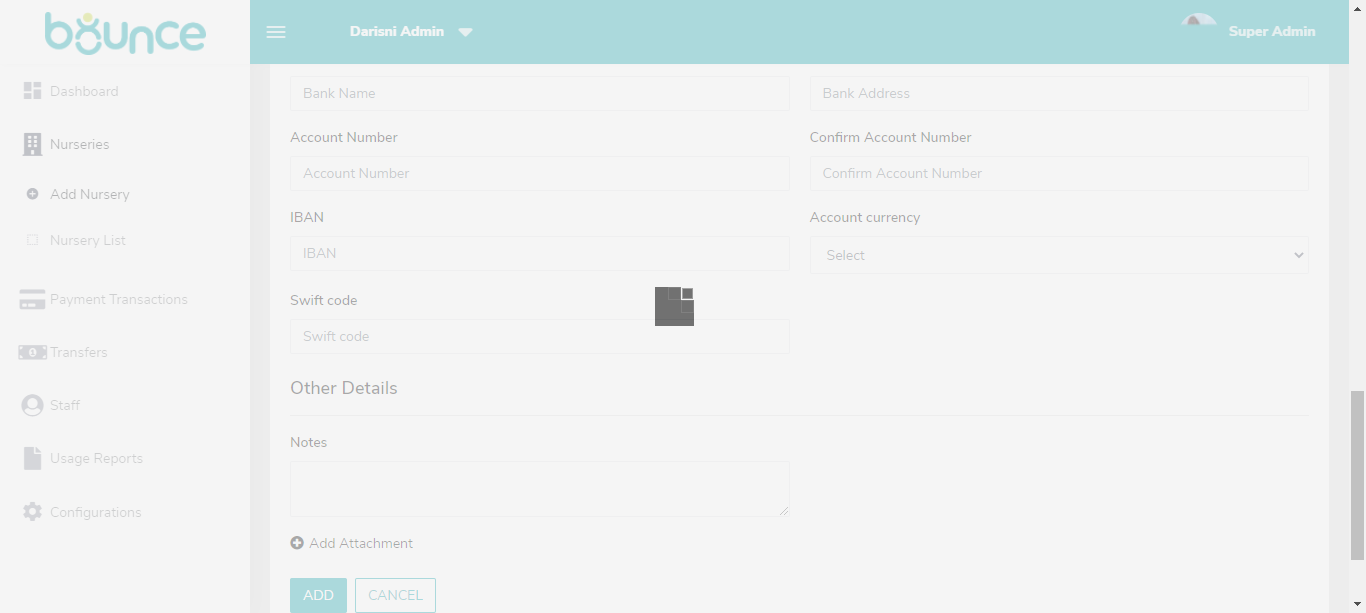 bounce
Darisni Admin
Super Admin
Dashboard
Nurseries
Add Nursery
Nursery List
Payment Transactions
Transfers
Staff
Usage Reports
Configurations
Bank Name
Bank Address
Account Number
Confirm Account Number
Account Number
Confirm Account Number
IBAN
Account currency
IBAN
Select
Swift code
Swift code
Other Details
Notes
Add Attachment
ADD
CANCEL